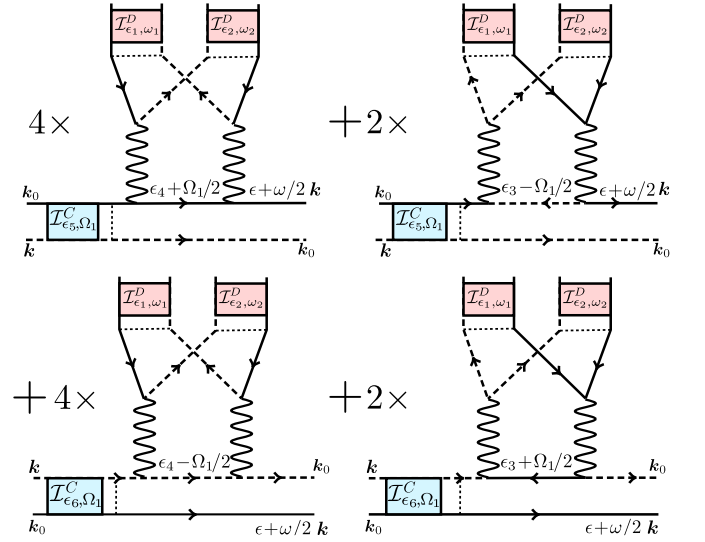 𝓘^D_{ϵ₁,ω₁} 𝓘^D_{ϵ₂,ω₂}
4×
k₀ ϵ₄+Ω₁/2 ϵ+ω/2 k
𝓘^C_{ϵ₅,Ω₁}
k k₀
𝓘^D_{ϵ₁,ω₁} 𝓘^D_{ϵ₂,ω₂}
+2×
k₀ ϵ₃−Ω₁/2 ϵ+ω/2 k
𝓘^C_{ϵ₅,Ω₁}
k k₀
𝓘^D_{ϵ₁,ω₁} 𝓘^D_{ϵ₂,ω₂}
+4×
k ϵ₄−Ω₁/2 k₀
𝓘^C_{ϵ₆,Ω₁}
k₀ ϵ+ω/2 k
𝓘^D_{ϵ₁,ω₁} 𝓘^D_{ϵ₂,ω₂}
+2×
k ϵ₃+Ω₁/2 k₀
𝓘^C_{ϵ₆,Ω₁}
k₀ ϵ+ω/2 k